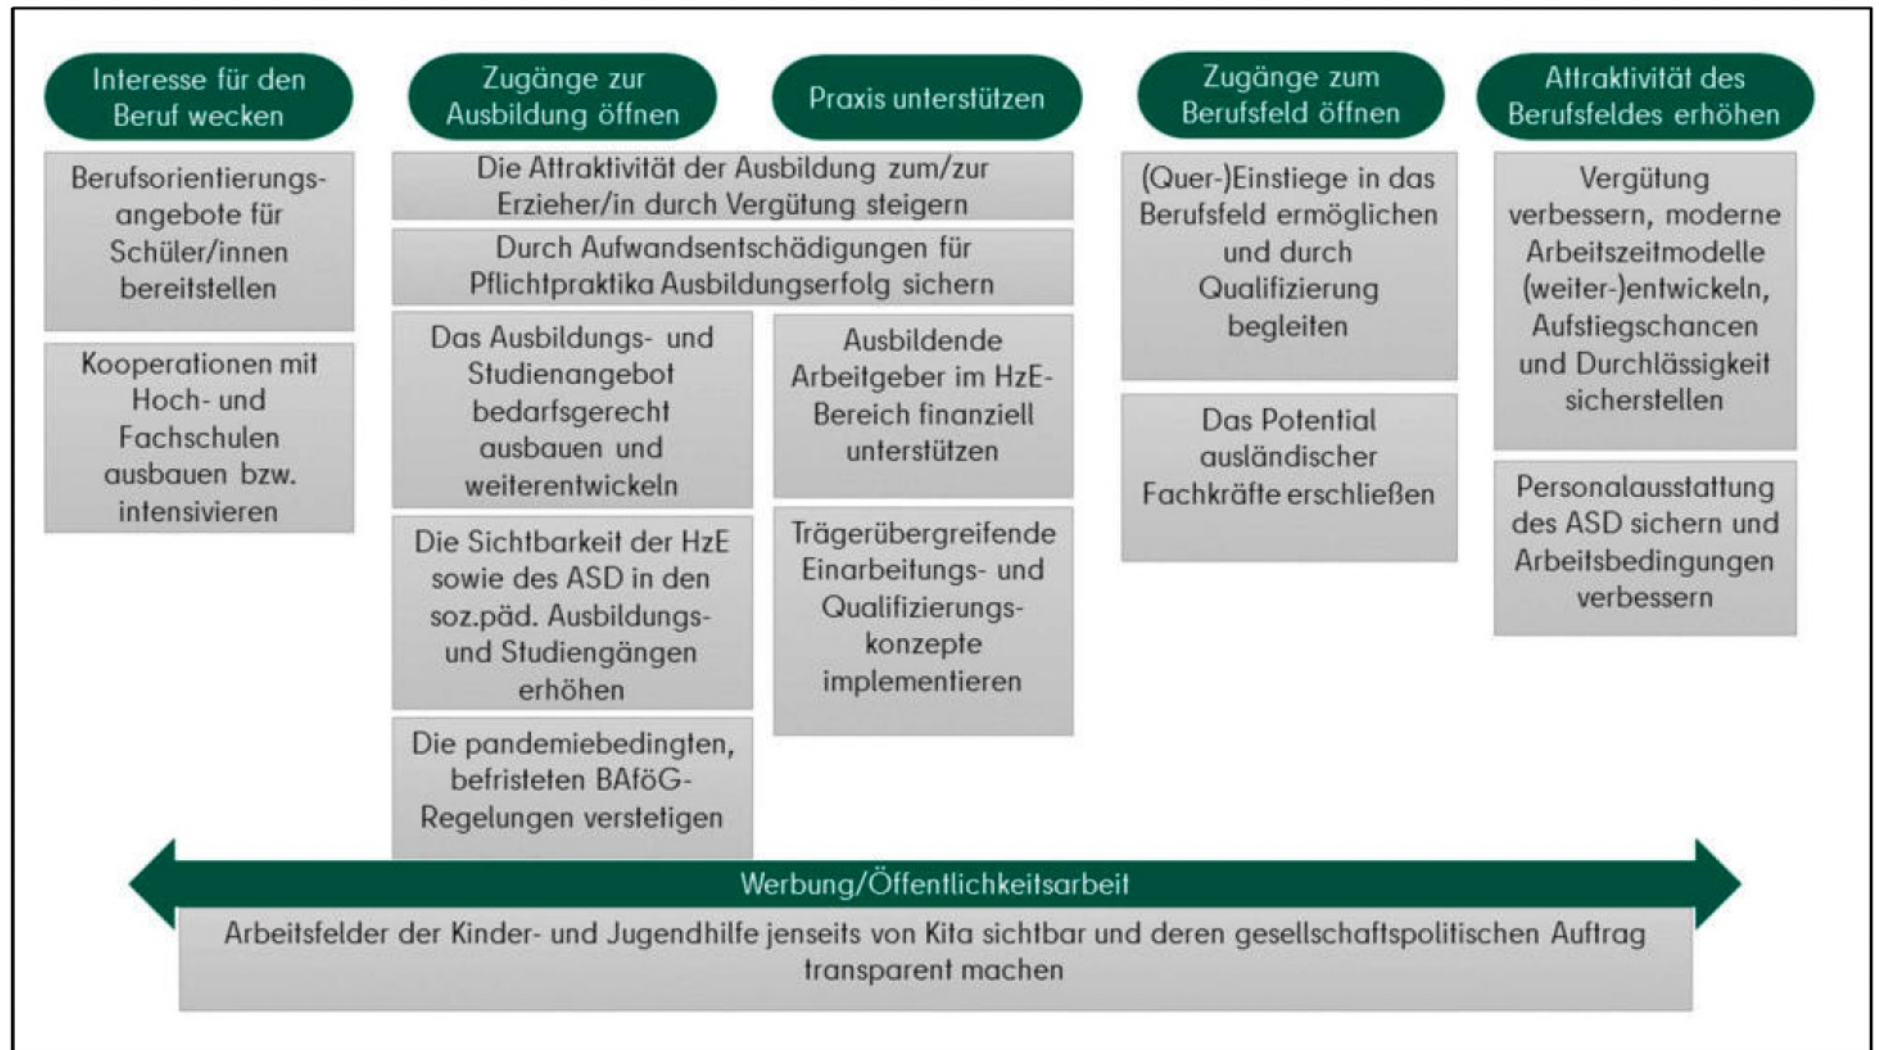 Interesse für den
Beruf wecken
Berufsorientierungs-
angebote für
Schüler/innen
bereitstellen
Kooperationen mit
Hoch- und
Fachschulen
ausbauen bzw.
intensivieren
Zugänge zur
Ausbildung öffnen
Praxis unterstützen
Die Attraktivität der Ausbildung zum/zur
Erzieher/in durch Vergütung steigern
Durch Aufwandsentschädigungen für
Pflichtpraktika Ausbildungserfolg sichern
Das Ausbildungs- und
Studienangebot
bedarfsgerecht
ausbauen und
weiterentwickeln
Die Sichtbarkeit der HzE
sowie des ASD in den
soz.päd. Ausbildungs-
und Studiengängen
erhöhen
Die pandemiebedingten,
befristeten BAföG-
Regelungen verstetigen
Ausbildende
Arbeitgeber im HzE-
Bereich finanziell
unterstützen
Trägerübergreifende
Einarbeitungs- und
Qualifizierungs-
konzepte
implementieren
Zugänge zum
Berufsfeld öffnen
(Quer-)Einstiege in das
Berufsfeld ermöglichen
und durch
Qualifizierung
begleiten
Das Potential
ausländischer
Fachkräfte erschließen
Attraktivität des
Berufsfeldes erhöhen
Vergütung
verbessern, moderne
Arbeitszeitmodelle
(weiter-)entwickeln,
Aufstiegschancen
und Durchlässigkeit
sicherstellen
Personalausstattung
des ASD sichern und
Arbeitsbedingungen
verbessern
Werbung/Öffentlichkeitsarbeit
Arbeitsfelder der Kinder- und Jugendhilfe jenseits von Kita sichtbar und deren gesellschaftspolitischen Auftrag
transparent machen